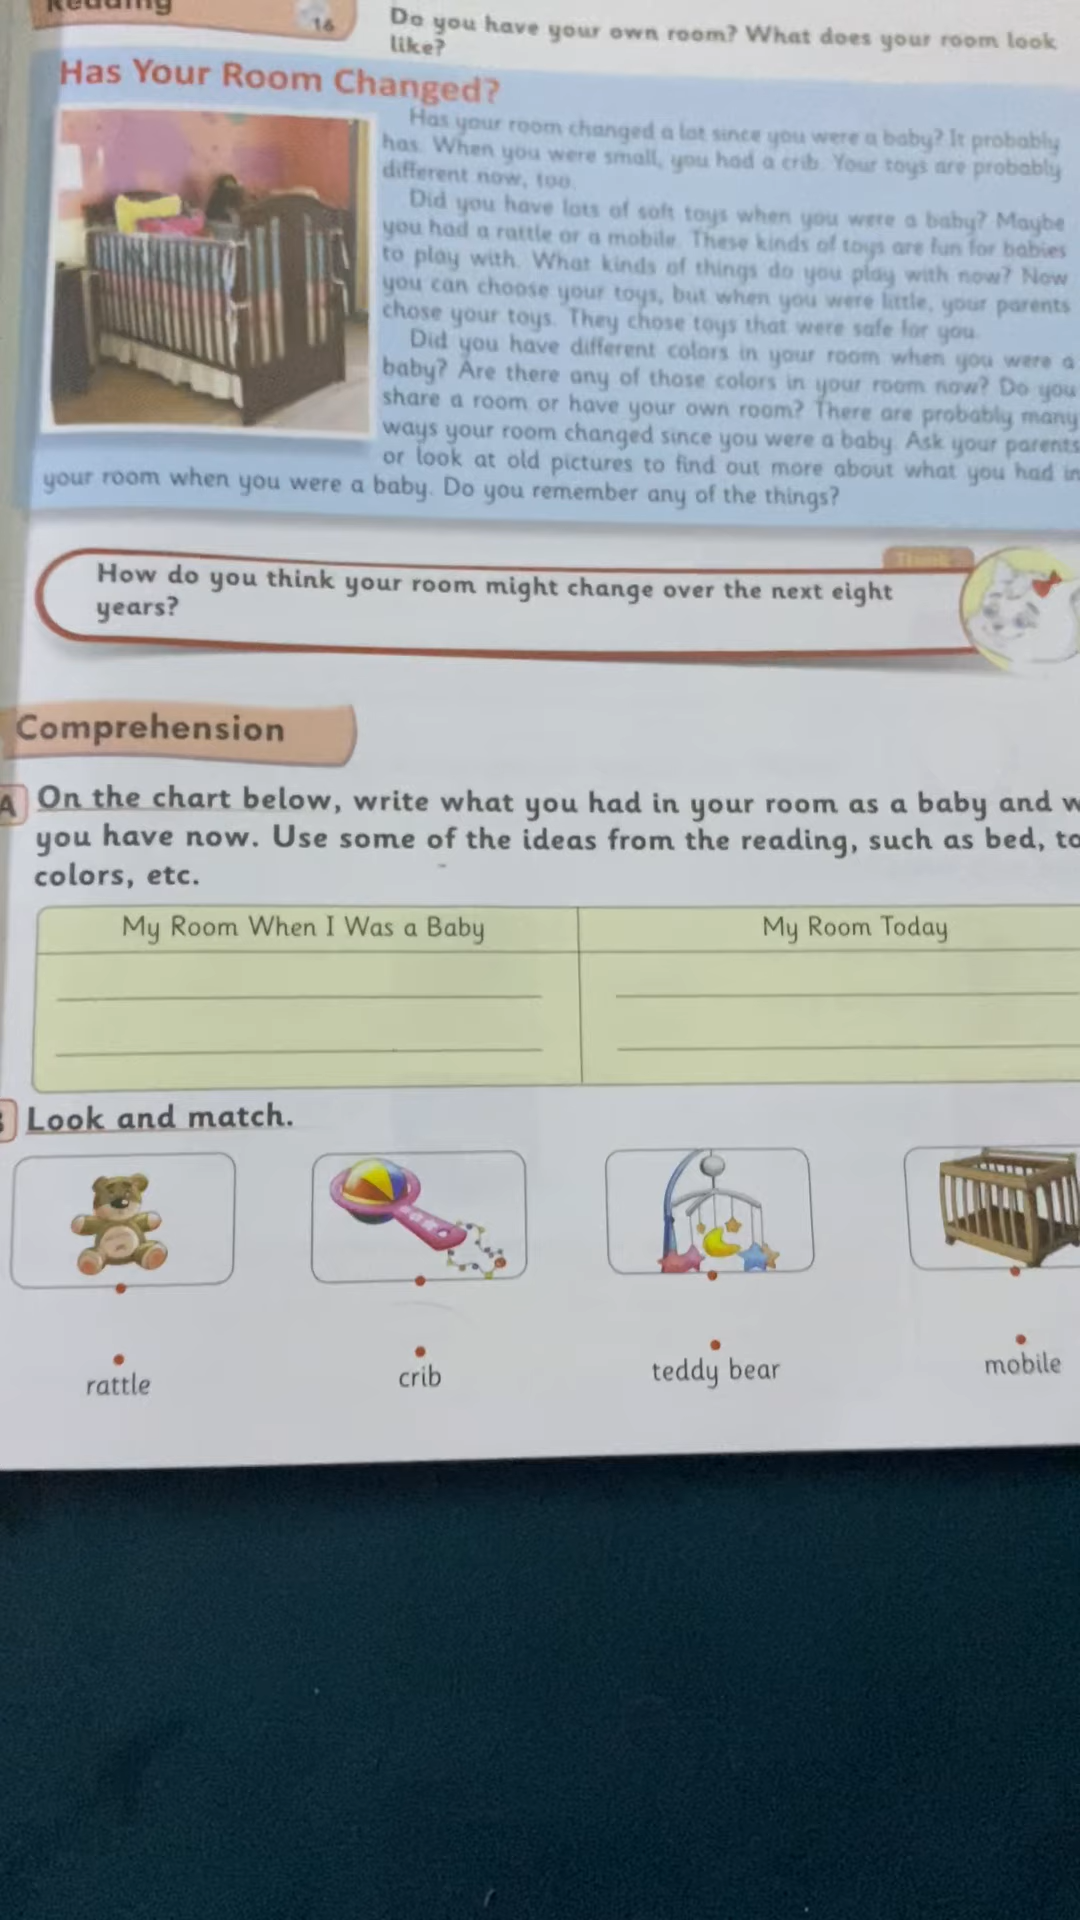 Reading
16
Do you have your own room? What does your room look
like?
Has Your Room Changed?
Has your room changed a lot since you were a baby? It probably
has. When you were small, you had a crib. Your toys are probably
different now, too.
Did you have lots of soft toys when you were a baby? Maybe
you had a rattle or a mobile. These kinds of toys are fun for babies
to play with. What kinds of things do you play with now? Now
you can choose your toys, but when you were little, your parents
chose your toys. They chose toys that were safe for you.
Did you have different colors in your room when you were a
baby? Are there any of those colors in your room now? Do you
share a room or have your own room? There are probably many
ways your room changed since you were a baby. Ask your parents
or look at old pictures to find out more about what you had in
your room when you were a baby. Do you remember any of the things?
Think
How do you think your room might change over the next eight
years?
Comprehension
A On the chart below, write what you had in your room as a baby and w
you have now. Use some of the ideas from the reading, such as bed, to
colors, etc.
My Room When I Was a Baby
My Room Today
Look and match.
rattle
crib
teddy bear
mobile